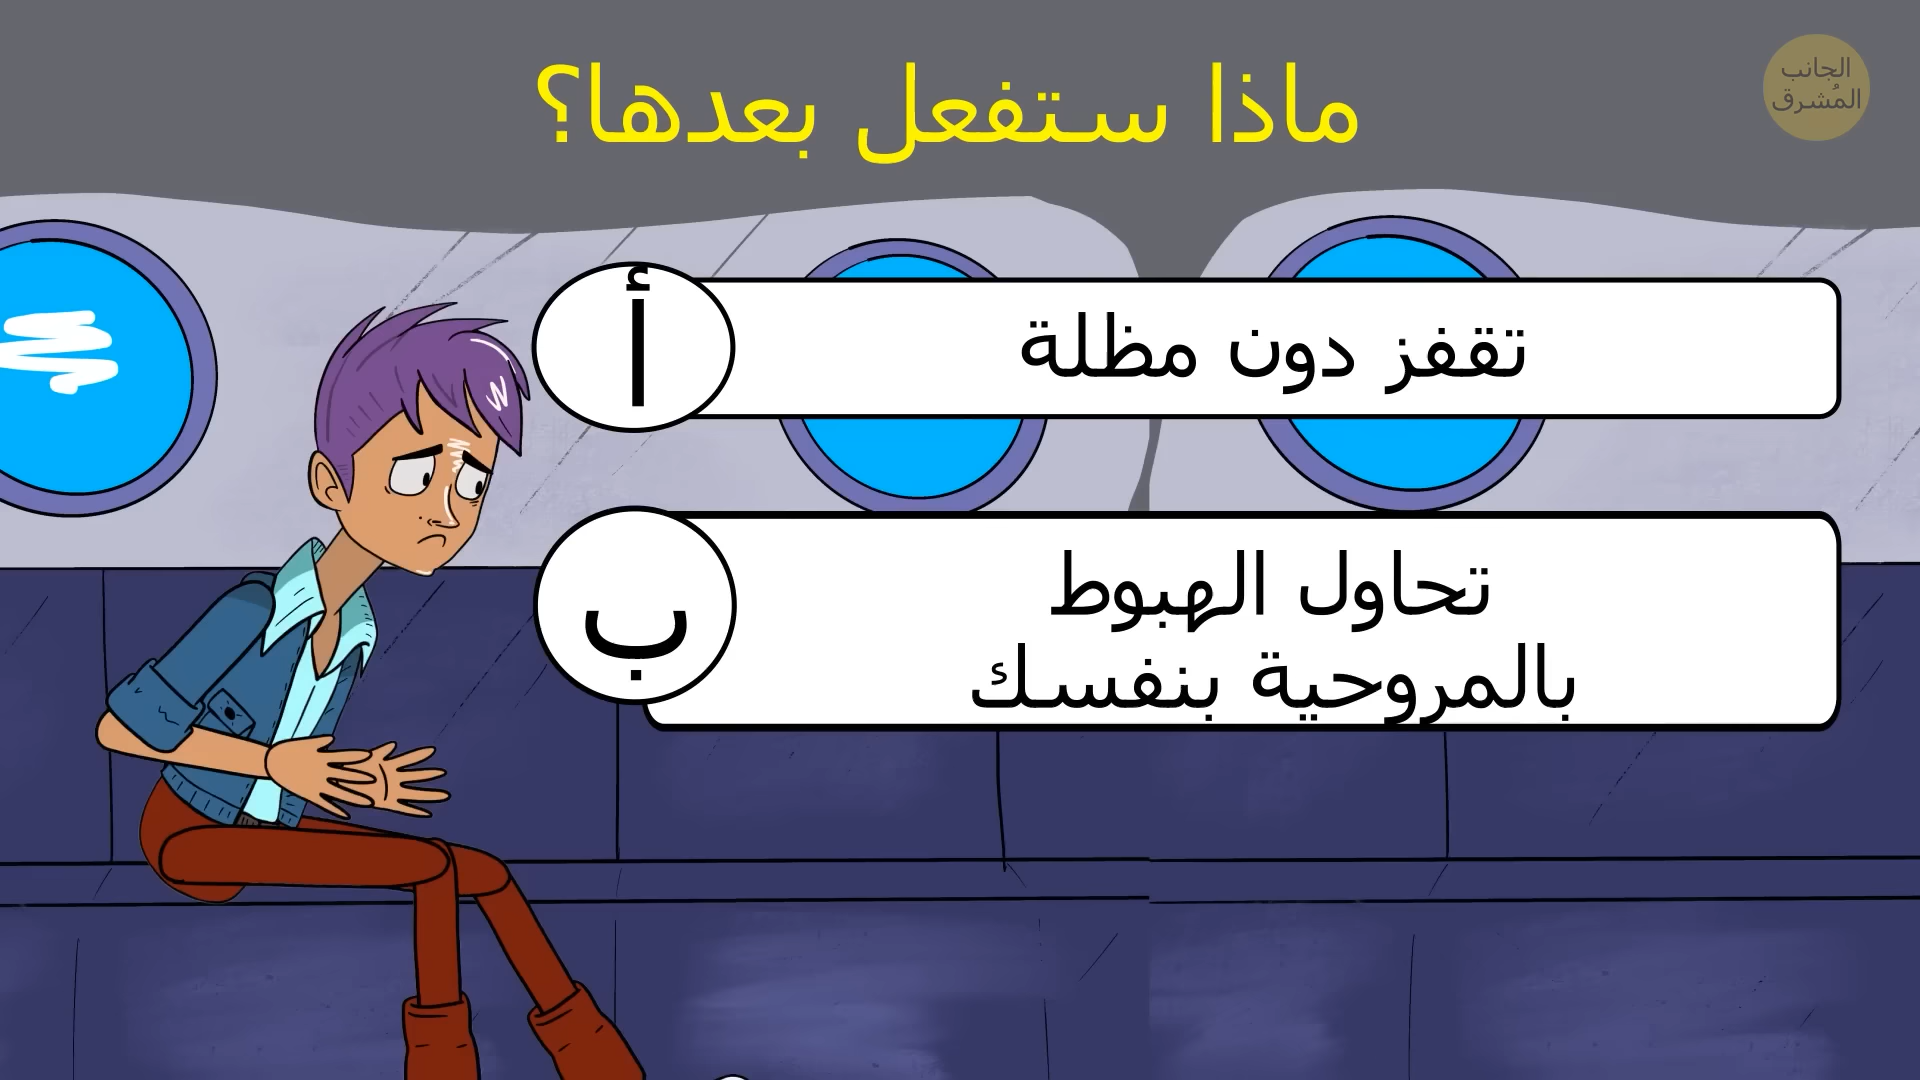 ماذا ستفعل بعدها؟
الجانب
المُشرق
أ
تقفز دون مظلة
ب
تحاول الهبوط
بالمروحية بنفسك